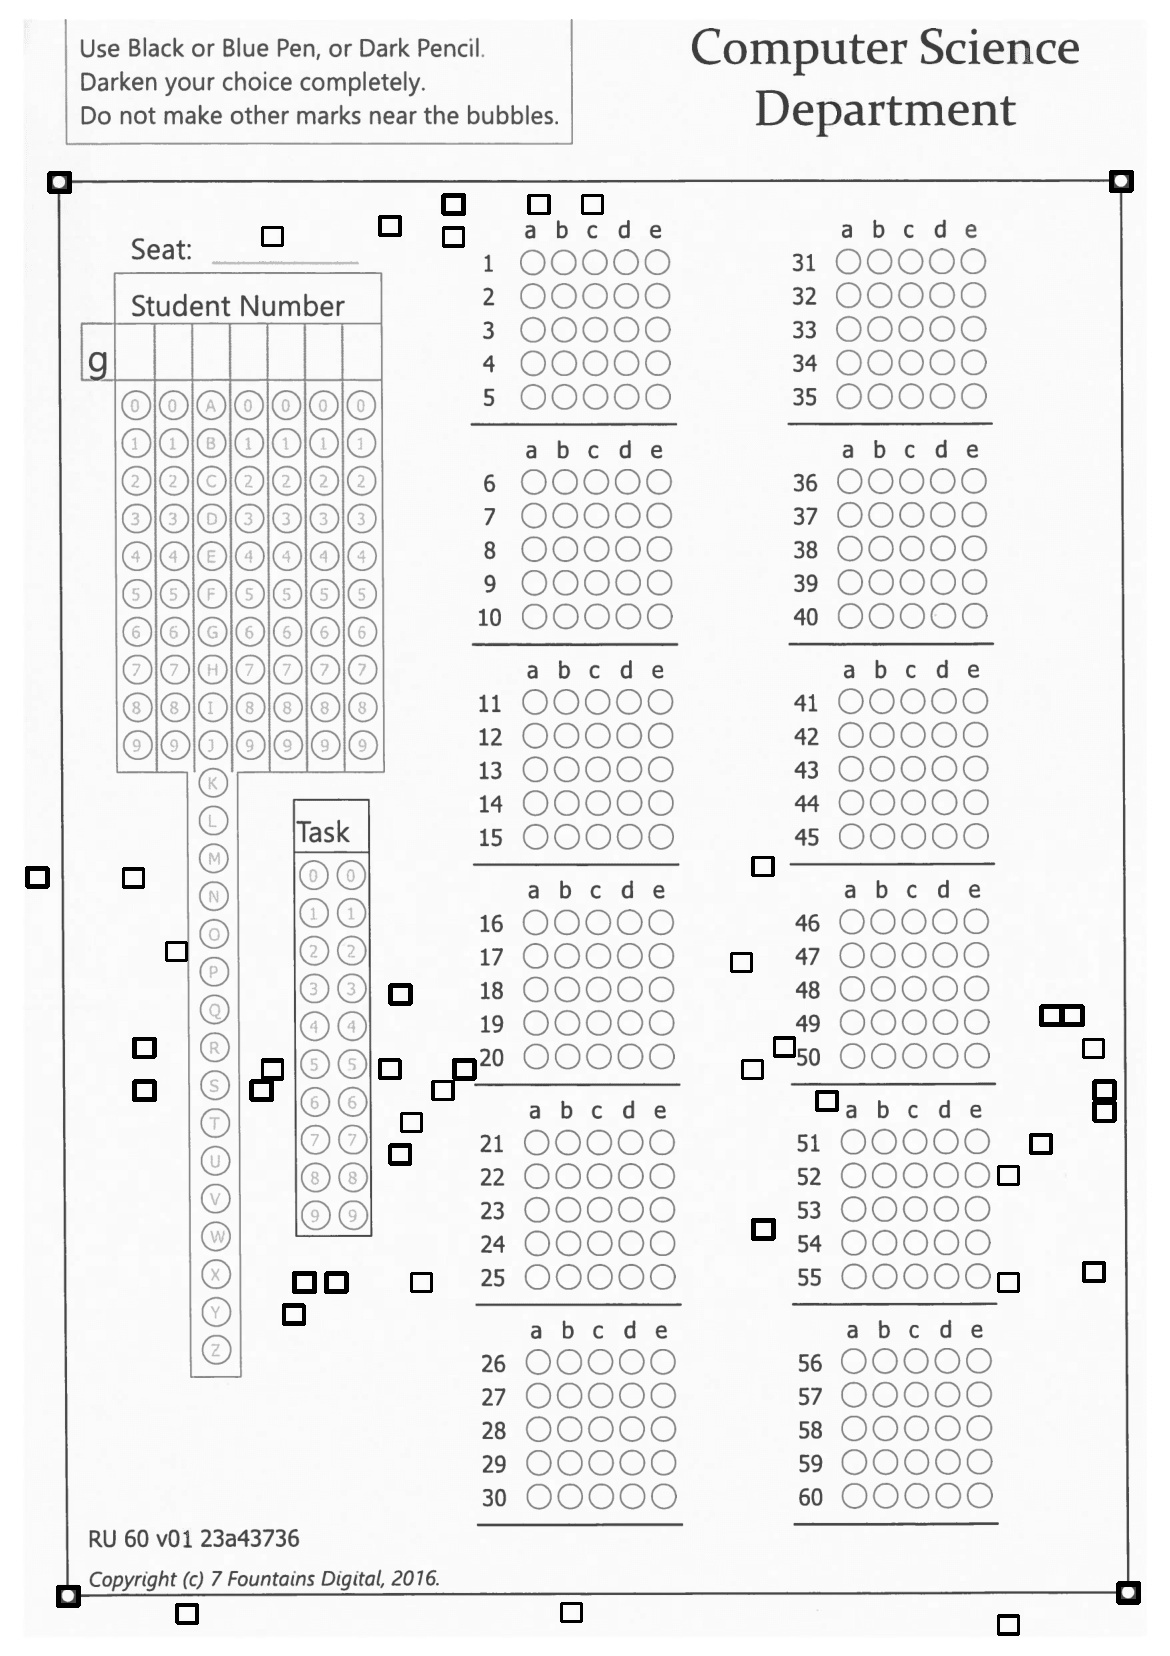 Use Black or Blue Pen, or Dark Pencil.
Darken your choice completely.
Do not make other marks near the bubbles.
Computer Science
Department
Seat:
Student Number
g
0 0 A 0 0 0 0
1 1 B 1 1 1 1
2 2 C 2 2 2 2
3 3 D 3 3 3 3
4 4 E 4 4 4 4
5 5 F 5 5 5 5
6 6 G 6 6 6 6
7 7 H 7 7 7 7
8 8 I 8 8 8 8
9 9 J 9 9 9 9
K
L
M
N
O
P
Q
R
S
T
U
V
W
X
Y
Z
Task
0 0
1 1
2 2
3 3
4 4
5 5
6 6
7 7
8 8
9 9
a b c d e
1
2
3
4
5
a b c d e
6
7
8
9
10
a b c d e
11
12
13
14
15
a b c d e
16
17
18
19
20
a b c d e
21
22
23
24
25
a b c d e
26
27
28
29
30
a b c d e
31
32
33
34
35
a b c d e
36
37
38
39
40
a b c d e
41
42
43
44
45
a b c d e
46
47
48
49
50
a b c d e
51
52
53
54
55
a b c d e
56
57
58
59
60
RU 60 v01 23a43736
Copyright (c) 7 Fountains Digital, 2016.